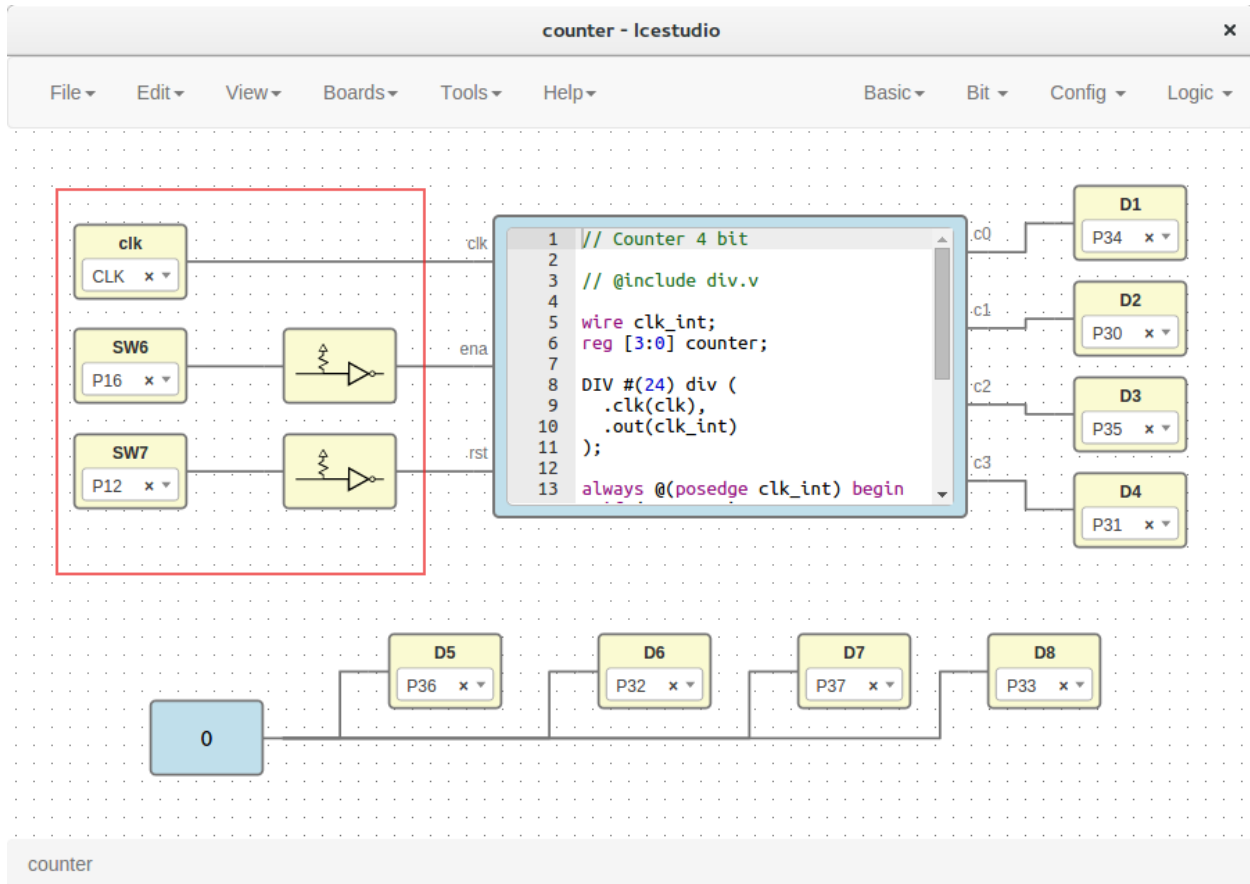 counter - Icestudio ×
File Edit View Boards Tools Help Basic Bit Config Logic
clk
CLK ×
SW6
P16 ×
SW7
P12 ×
clk
ena
rst
1 // Counter 4 bit
2
3 // @include div.v
4
5 wire clk_int;
6 reg [3:0] counter;
7
8 DIV #(24) div (
9 .clk(clk),
10 .out(clk_int)
11 );
12
13 always @(posedge clk_int) begin
c0
c1
c2
c3
D1
P34 ×
D2
P30 ×
D3
P35 ×
D4
P31 ×
D5
P36 ×
D6
P32 ×
D7
P37 ×
D8
P33 ×
0
counter